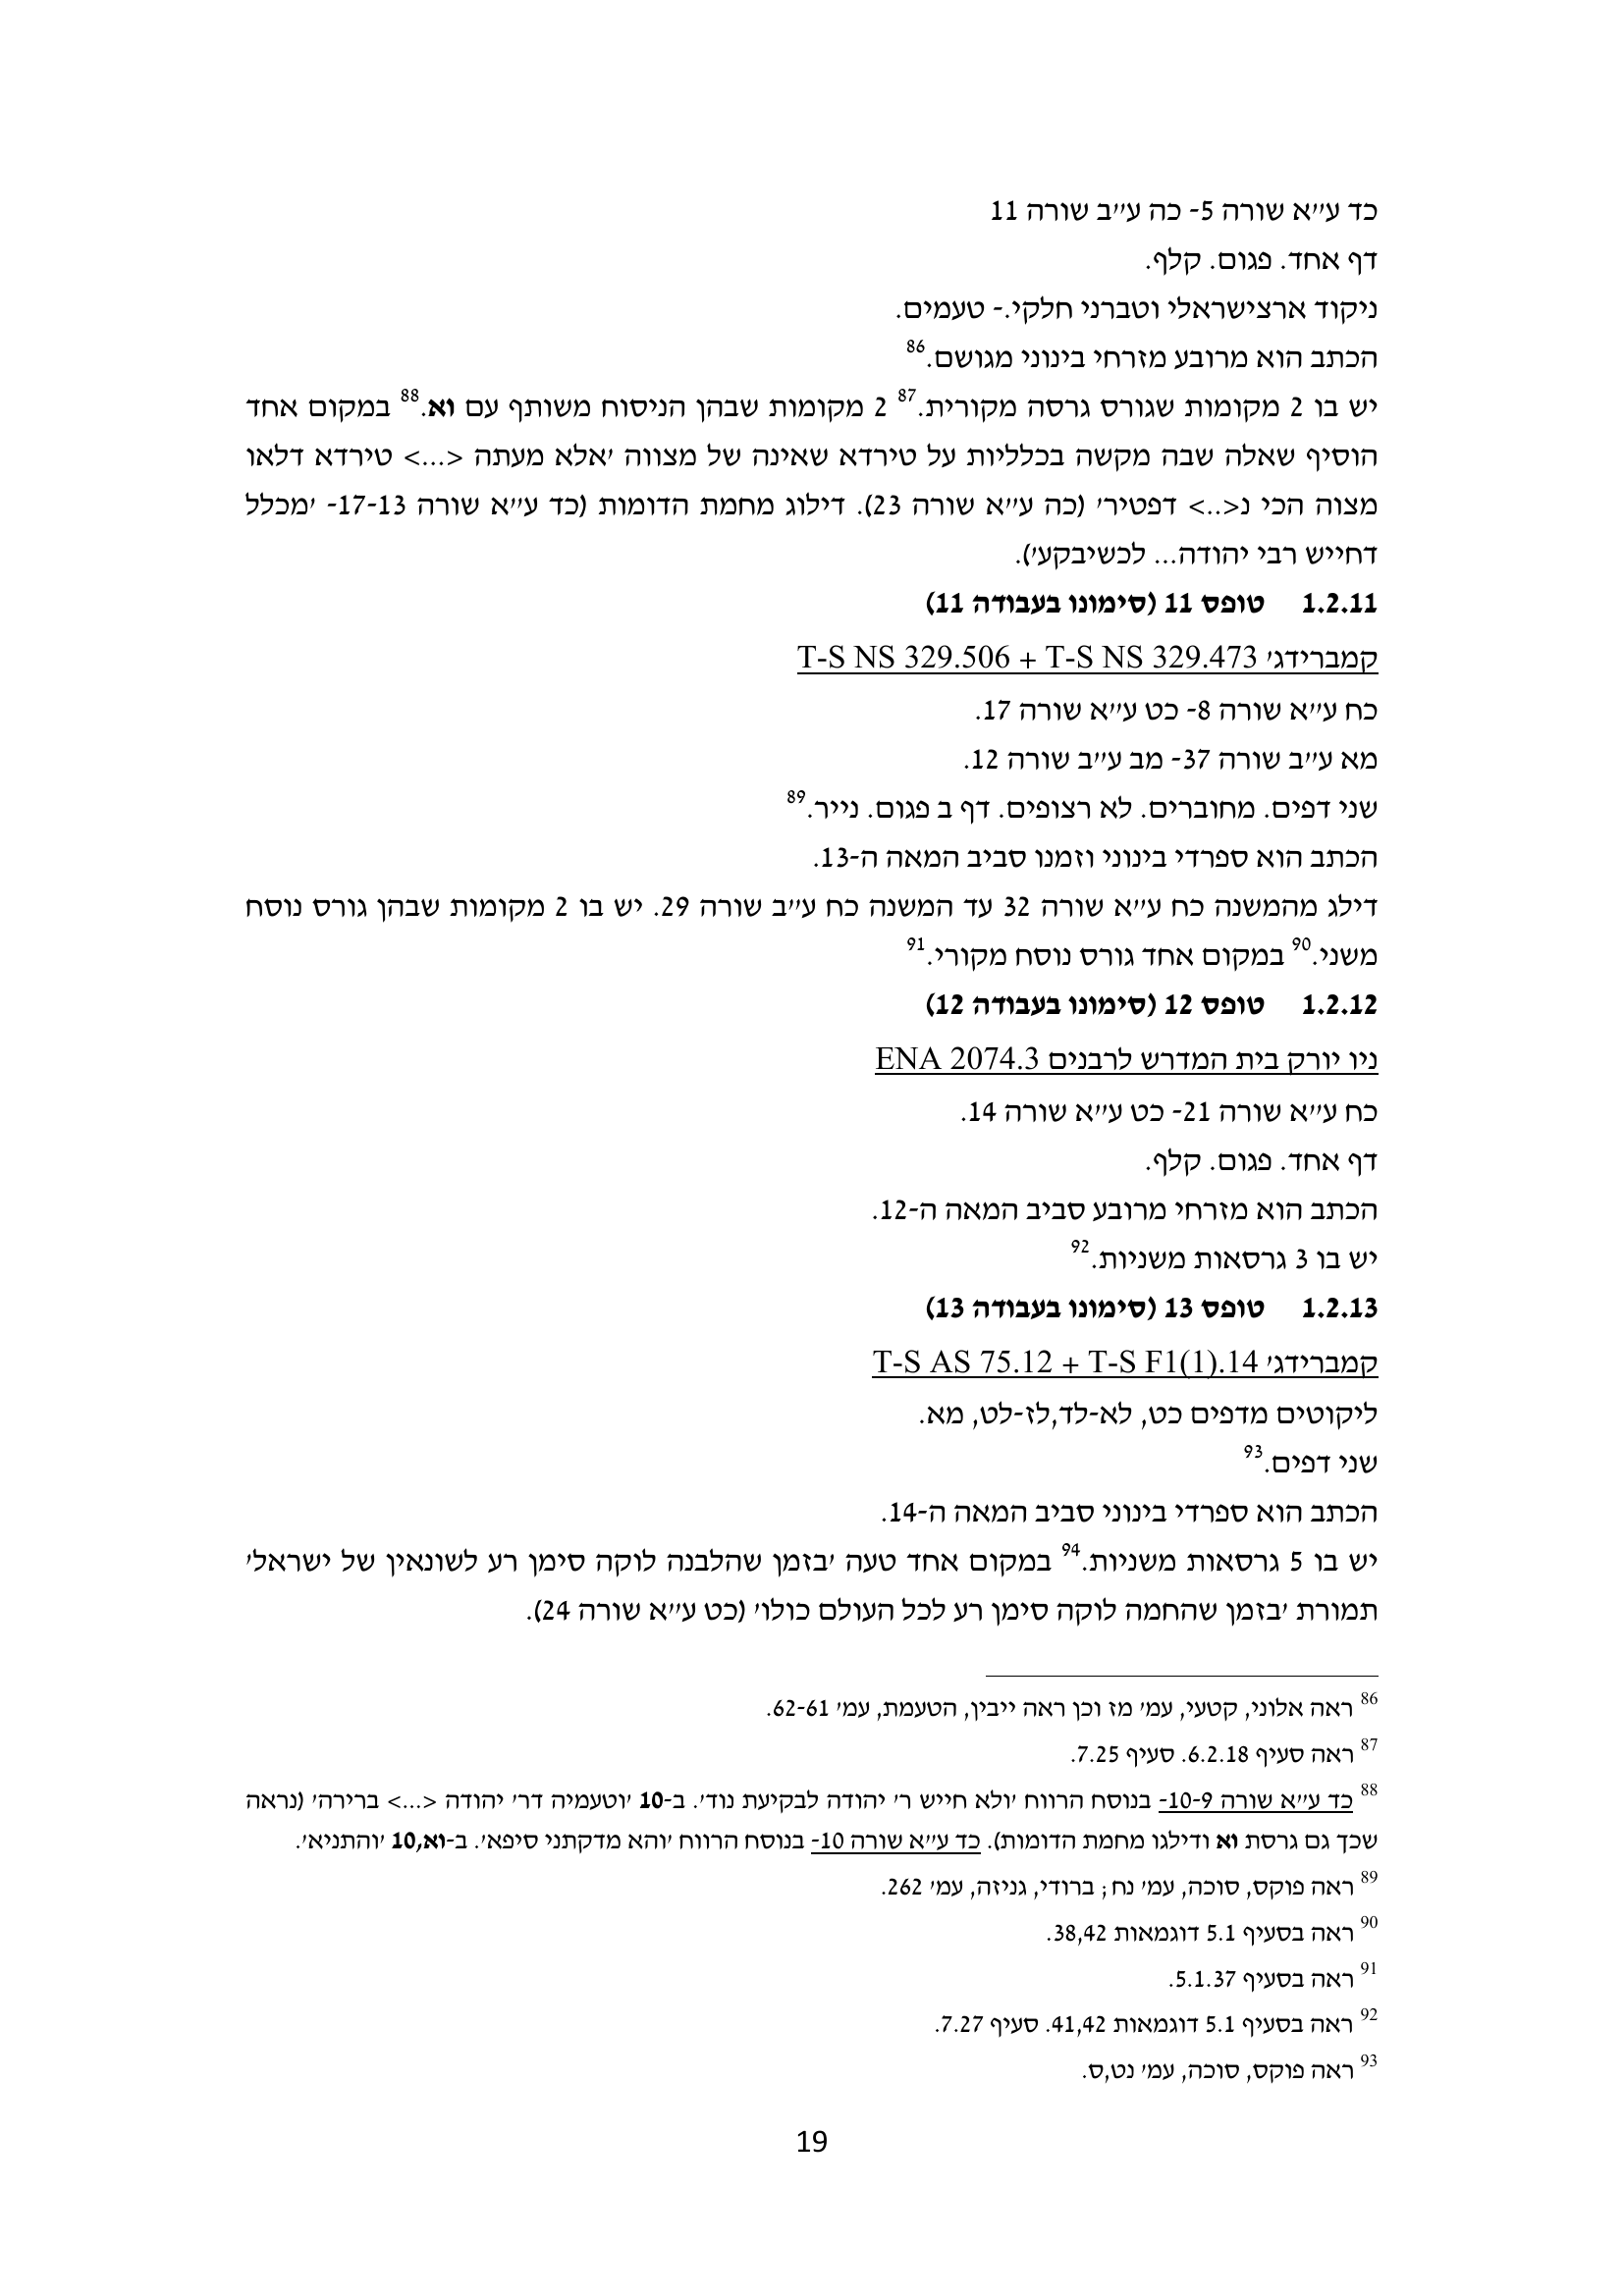 כד ע״א שורה 5- כה ע״ב שורה 11
דף אחד. פגום. קלף.
ניקוד ארצישראלי וטברני חלקי.- טעמים.
הכתב הוא מרובע מזרחי בינוני מגושם.86
יש בו 2 מקומות שגורס גרסה מקורית.87 2 מקומות שבהן הניסוח משותף עם וא.88 במקום אחד
הוסיף שאלה שבה מקשה בכלליות על טירדא שאינה של מצווה ׳אלא מעתה <...> טירדא דלאו
מצוה הכי נ<..> דפטיר׳ (כה ע״א שורה 23). דילוג מחמת הדומות (כד ע״א שורה 17-13- ׳מכלל
דחייש רבי יהודה... לכשיבקע׳).
1.2.11 טופס 11 (סימונו בעבודה 11)
קמברידג׳ T-S NS 329.506 + T-S NS 329.473
כח ע״א שורה 8- כט ע״א שורה 17.
מא ע״ב שורה 37- מב ע״ב שורה 12.
שני דפים. מחוברים. לא רצופים. דף ב פגום. נייר.89
הכתב הוא ספרדי בינוני וזמנו סביב המאה ה-13.
דילג מהמשנה כח ע״א שורה 32 עד המשנה כח ע״ב שורה 29. יש בו 2 מקומות שבהן גורס נוסח
משני.90 במקום אחד גורס נוסח מקורי.91
1.2.12 טופס 12 (סימונו בעבודה 12)
ניו יורק בית המדרש לרבנים ENA 2074.3
כח ע״א שורה 21- כט ע״א שורה 14.
דף אחד. פגום. קלף.
הכתב הוא מזרחי מרובע סביב המאה ה-12.
יש בו 3 גרסאות משניות.92
1.2.13 טופס 13 (סימונו בעבודה 13)
קמברידג׳ T-S AS 75.12 + T-S F1(1).14
ליקוטים מדפים כט, לא-לד,לז-לט, מא.
שני דפים.93
הכתב הוא ספרדי בינוני סביב המאה ה-14.
יש בו 5 גרסאות משניות.94 במקום אחד טעה ׳בזמן שהלבנה לוקה סימן רע לשונאין של ישראל׳
תמורת ׳בזמן שהחמה לוקה סימן רע לכל העולם כולו׳ (כט ע״א שורה 24).
86 ראה אלוני, קטעי, עמ׳ מז וכן ראה ייבין, הטעמת, עמ׳ 62-61.
87 ראה סעיף 6.2.18. סעיף 7.25.
88 כד ע״א שורה 10-9- בנוסח הרווח ׳ולא חייש ר׳ יהודה לבקיעת נוד׳. ב-10 ׳וטעמיה דר׳ יהודה <...> ברירה׳ (נראה
שכך גם גרסת וא ודילגו מחמת הדומות). כד ע״א שורה 10- בנוסח הרווח ׳והא מדקתני סיפא׳. ב-וא,10 ׳והתניא׳.
89 ראה פוקס, סוכה, עמ׳ נח; ברודי, גניזה, עמ׳ 262.
90 ראה בסעיף 5.1 דוגמאות 38,42.
91 ראה בסעיף 5.1.37.
92 ראה בסעיף 5.1 דוגמאות 41,42. סעיף 7.27.
93 ראה פוקס, סוכה, עמ׳ נט,ס.
19